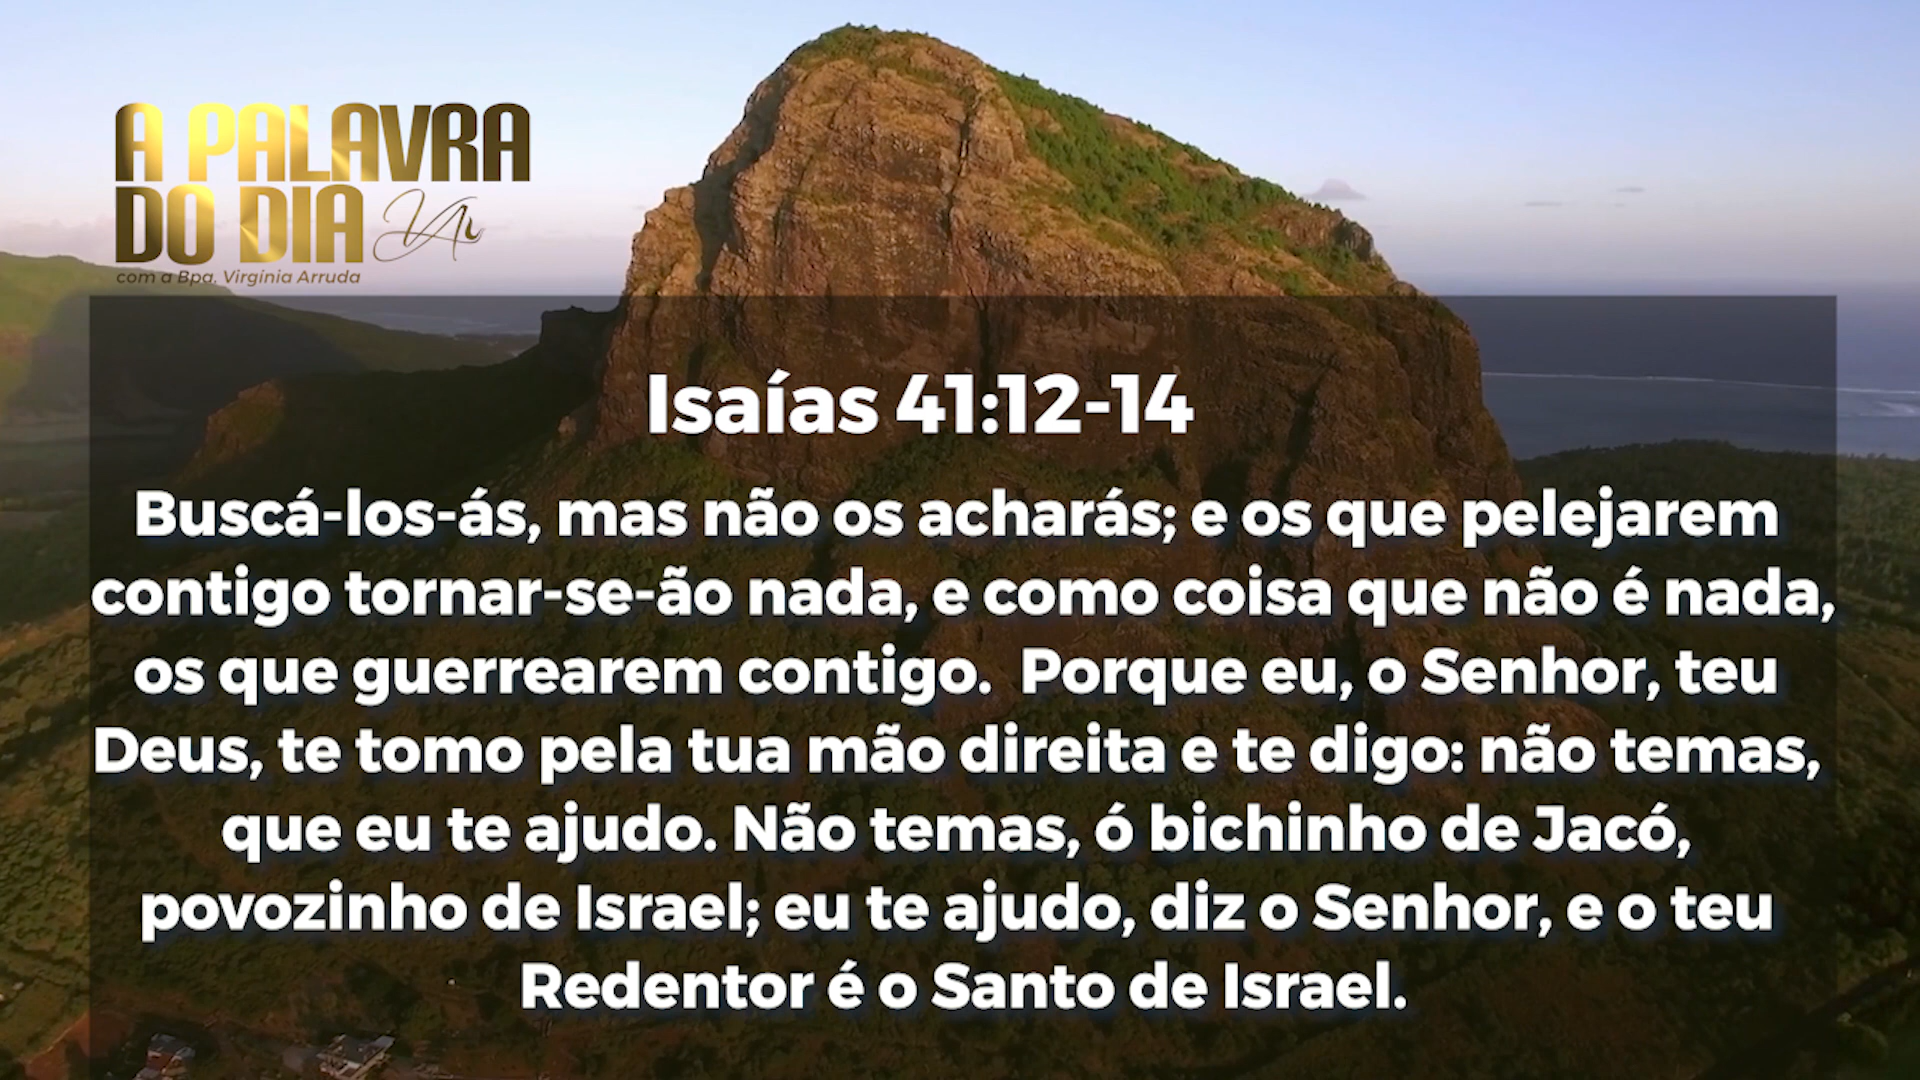 A PALAVRA
DO DIA
com a Bpa. Virgínia Arruda
Isaías 41:12-14
Buscá-los-ás, mas não os acharás; e os que pelejarem
contigo tornar-se-ão nada, e como coisa que não é nada,
os que guerrearem contigo.  Porque eu, o Senhor, teu
Deus, te tomo pela tua mão direita e te digo: não temas,
que eu te ajudo. Não temas, ó bichinho de Jacó,
povozinho de Israel; eu te ajudo, diz o Senhor, e o teu
Redentor é o Santo de Israel.